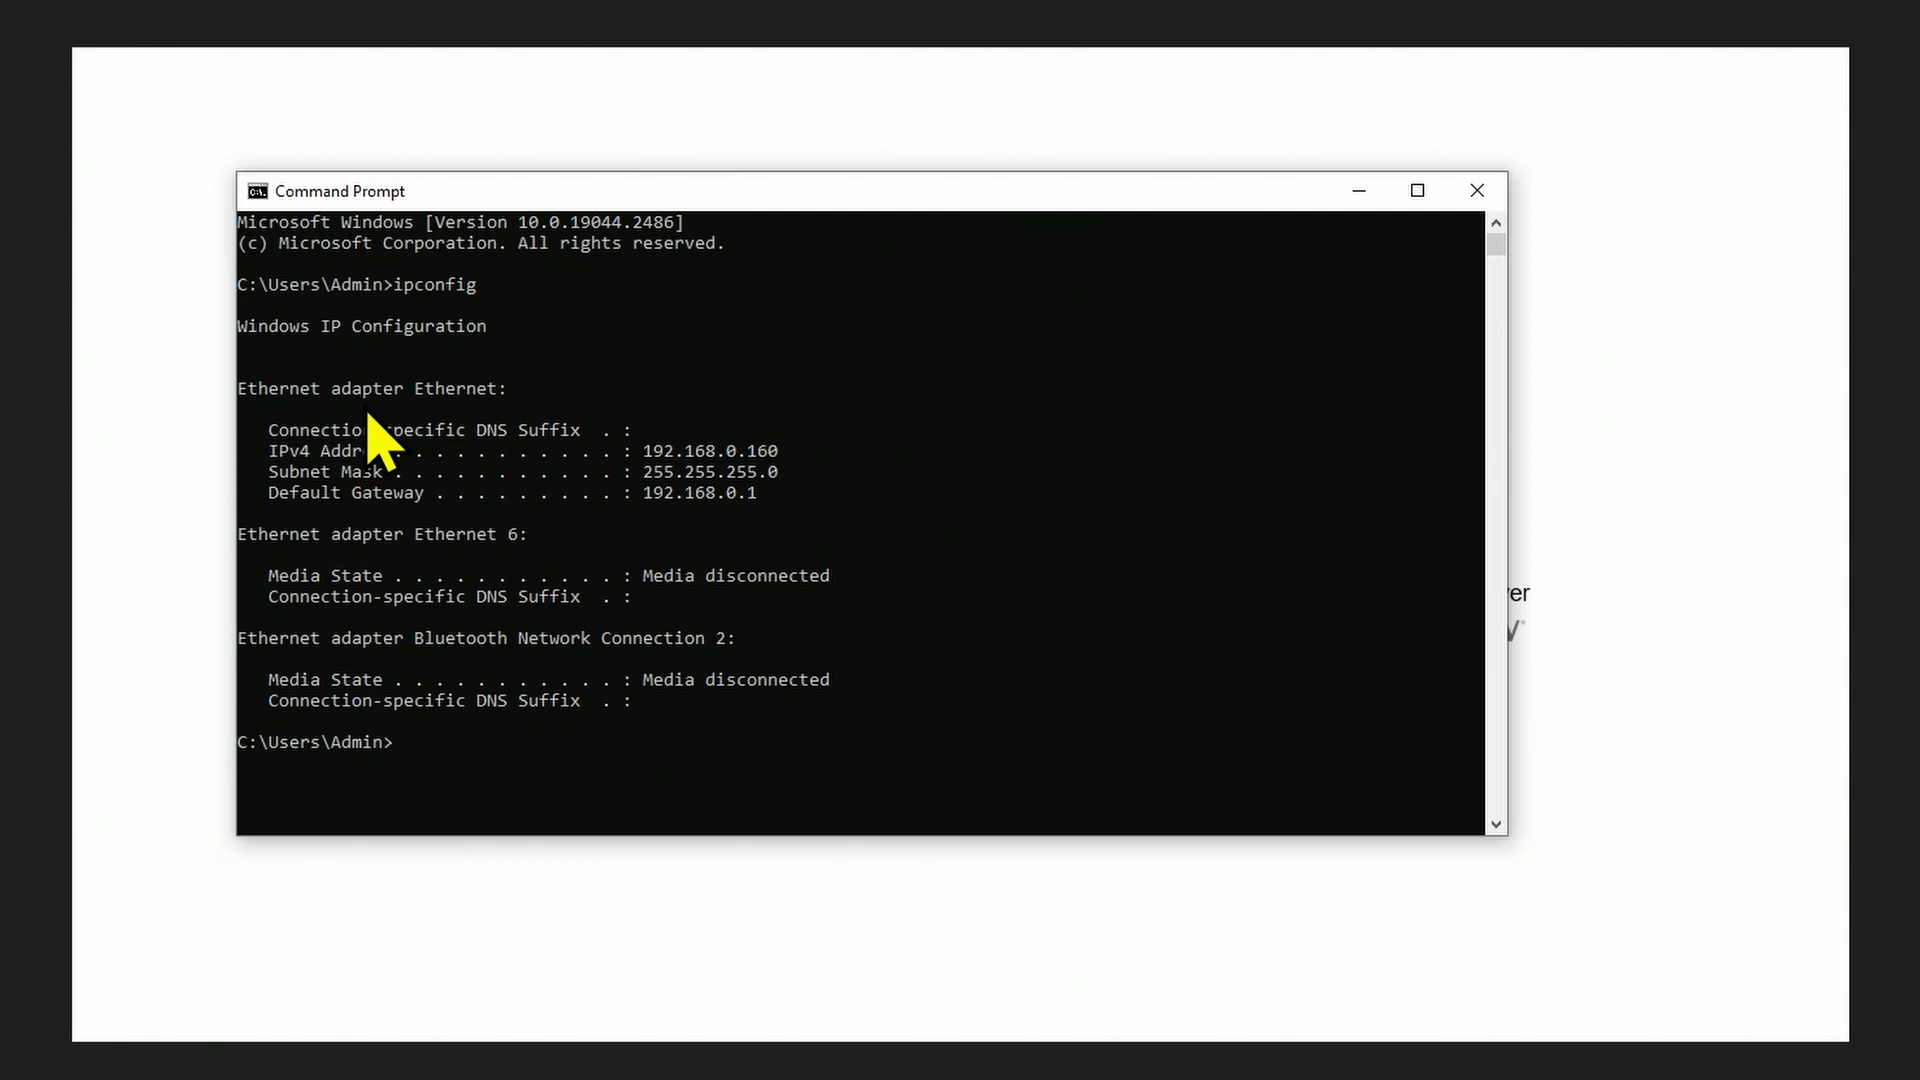 Command Prompt
Microsoft Windows [Version 10.0.19044.2486]
(c) Microsoft Corporation. All rights reserved.
C:\Users\Admin>ipconfig
Windows IP Configuration
Ethernet adapter Ethernet:
Connectio specific DNS Suffix . :
IPv4 Addr . . . . . . . . . . : 192.168.0.160
Subnet Mask . . . . . . . . . . . : 255.255.255.0
Default Gateway . . . . . . . . . : 192.168.0.1
Ethernet adapter Ethernet 6:
Media State . . . . . . . . . . . : Media disconnected
Connection-specific DNS Suffix . :
Ethernet adapter Bluetooth Network Connection 2:
Media State . . . . . . . . . . . : Media disconnected
Connection-specific DNS Suffix . :
C:\Users\Admin>